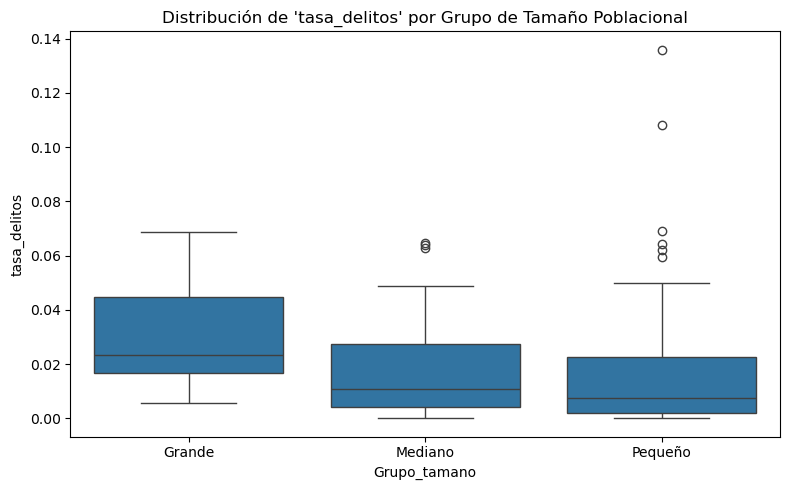 Distribución de 'tasa_delitos' por Grupo de Tamaño Poblacional
tasa_delitos
0.14
0.12
0.10
0.08
0.06
0.04
0.02
0.00
Grande Mediano Pequeño
Grupo_tamano